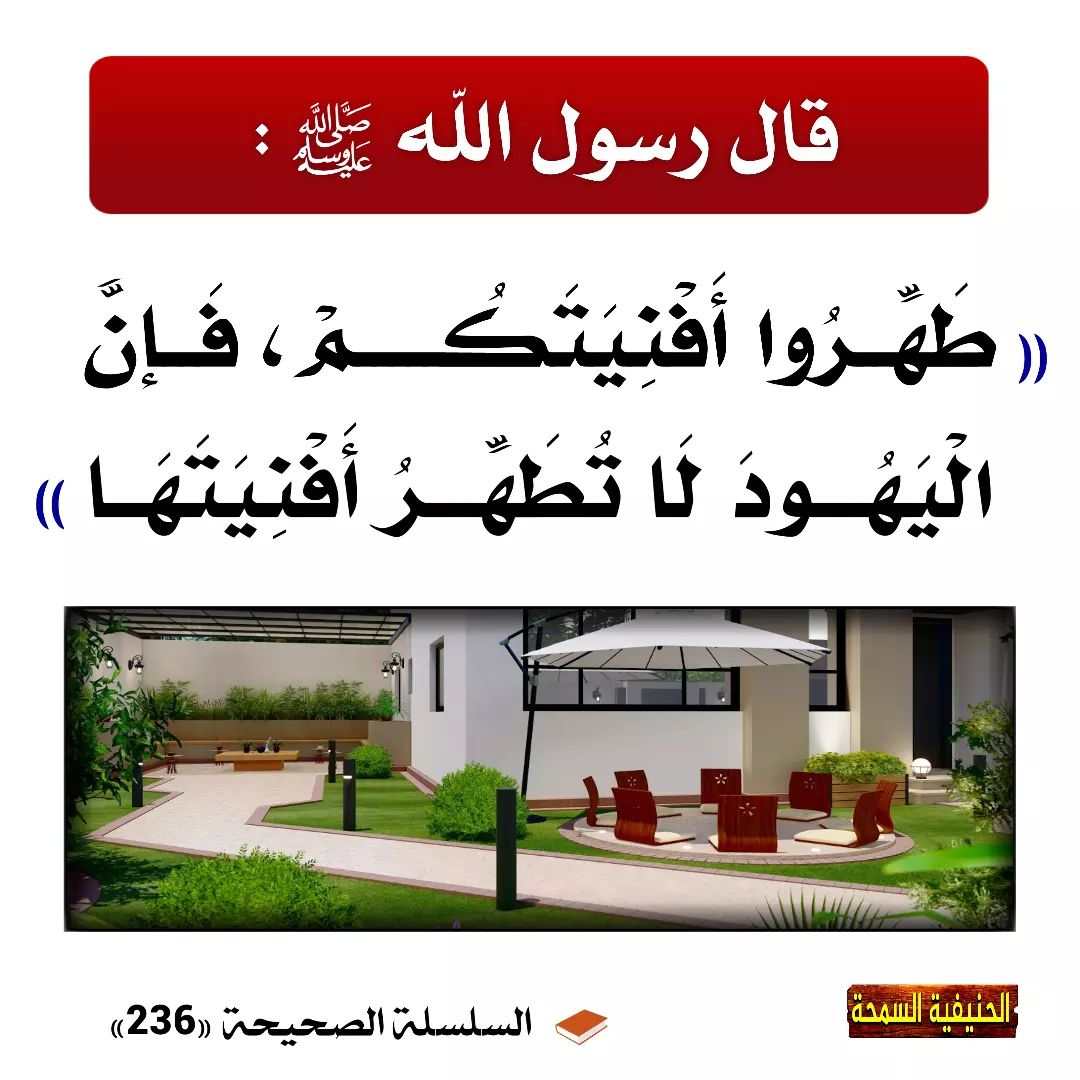 قال رسول الله ﷺ :
(( طَهِّرُوا أَفْنِيَتَكُمْ ، فَإِنَّ
الْيَهُودَ لَا تُطَهِّرُ أَفْنِيَتَهَا ))
السلسلة الصحيحة ((236))
الحنيفية السمحة